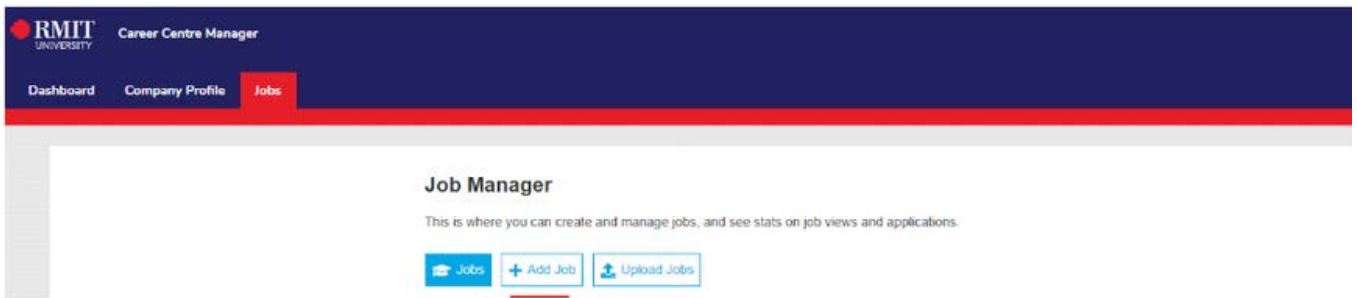 RMIT
UNIVERSITY
Career Centre Manager
Dashboard Company Profile Jobs
Job Manager
This is where you can create and manage jobs, and see stats on job views and applications.
Jobs + Add Job Upload Jobs